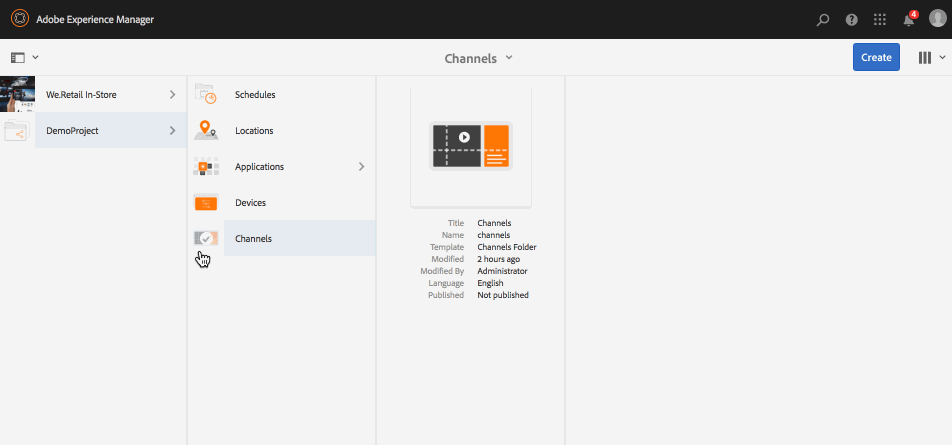 Adobe Experience Manager
4
Channels
Create
We.Retail In-Store
DemoProject
Schedules
Locations
Applications
Devices
Channels
Title Channels
Name channels
Template Channels Folder
Modified 2 hours ago
Modified By Administrator
Language English
Published Not published